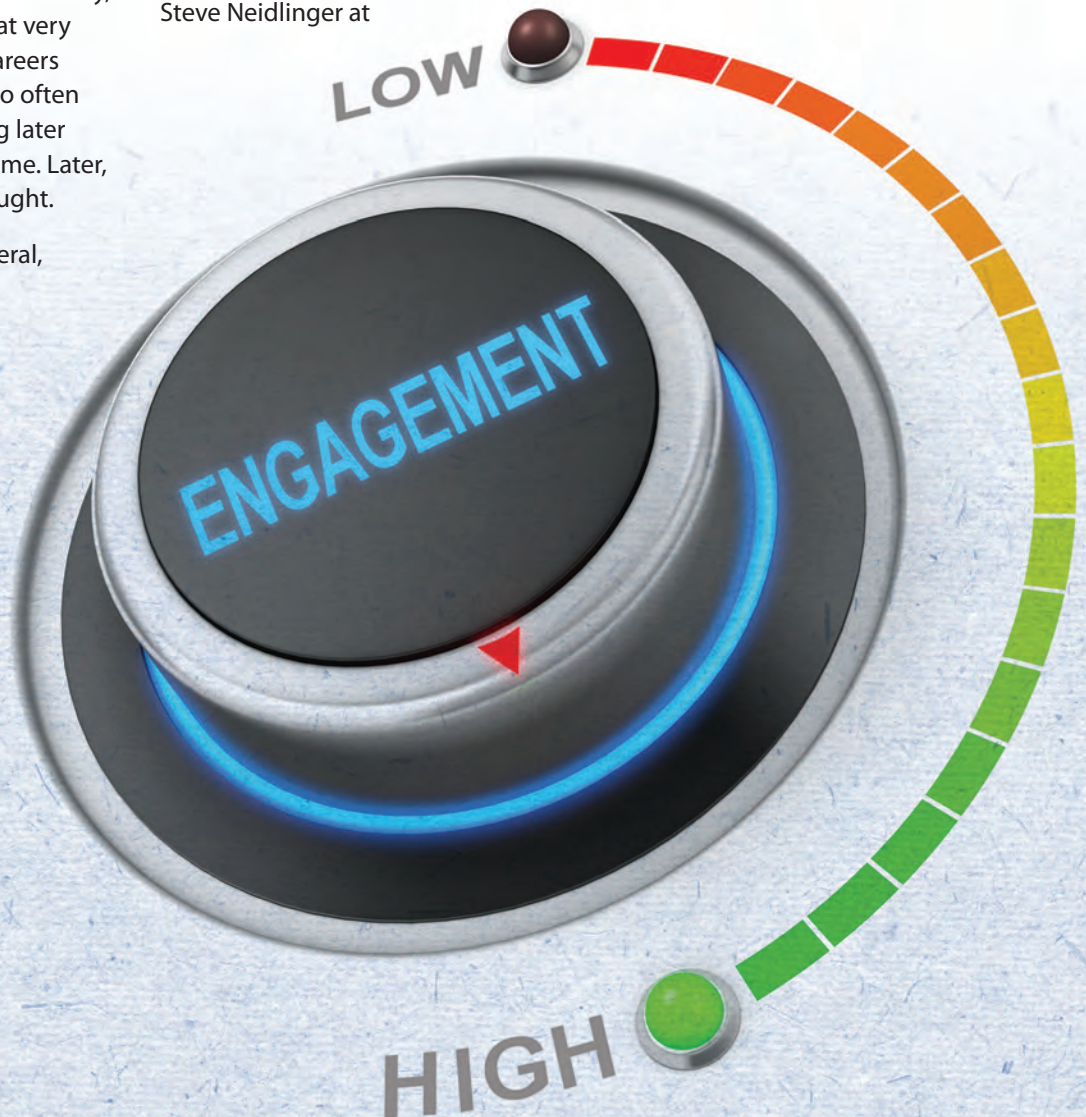 at very
areers
o often
g later
me. Later,
ught.
eral,
Steve Neidlinger at
LOW
ENGAGEMENT
HIGH